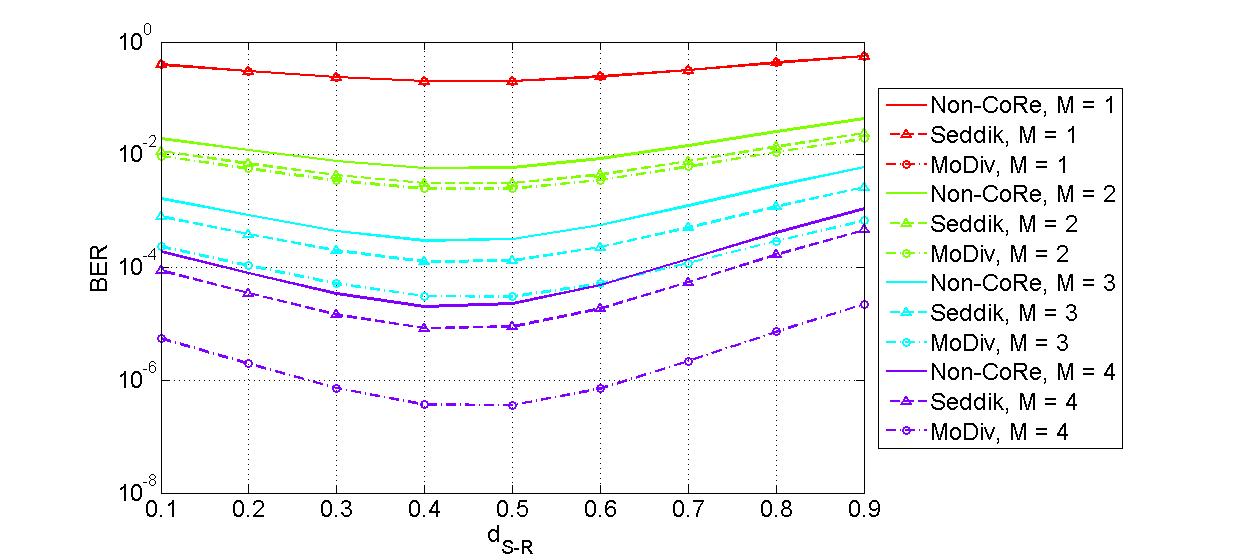 10^0
10^-2
10^-4
10^-6
10^-8
BER
0.1 0.2 0.3 0.4 0.5 0.6 0.7 0.8 0.9
d_S-R
Non-CoRe, M = 1
Seddik, M = 1
MoDiv, M = 1
Non-CoRe, M = 2
Seddik, M = 2
MoDiv, M = 2
Non-CoRe, M = 3
Seddik, M = 3
MoDiv, M = 3
Non-CoRe, M = 4
Seddik, M = 4
MoDiv, M = 4